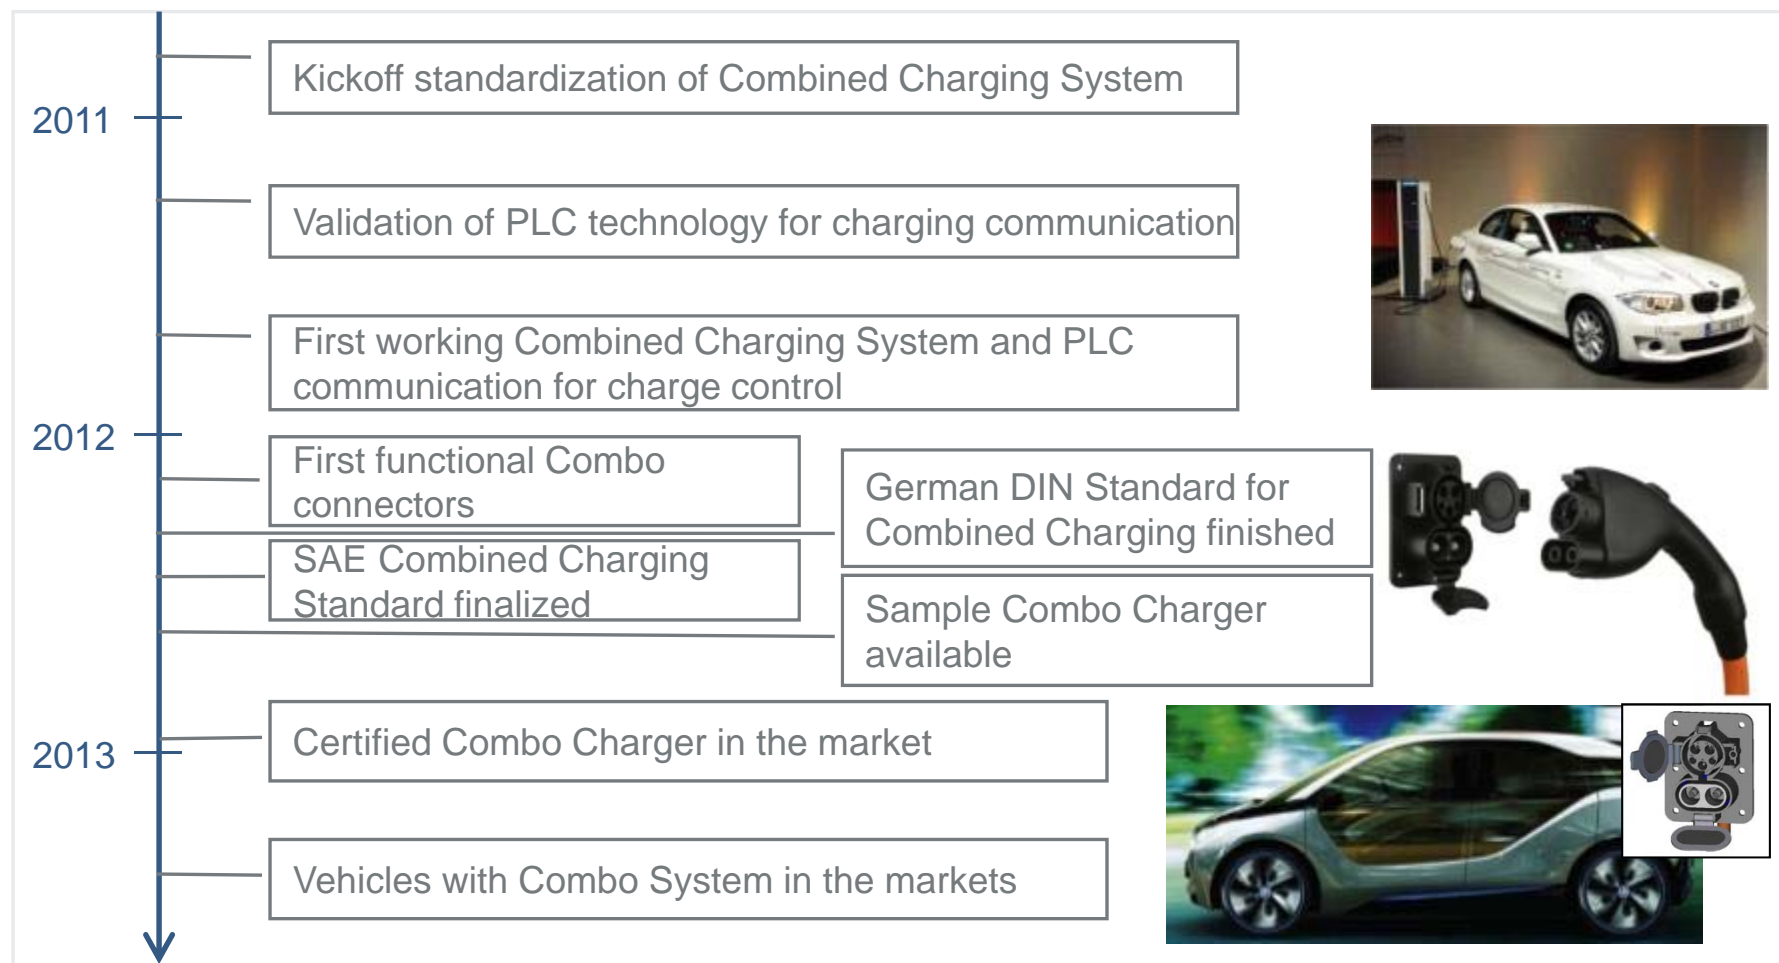 Kickoff standardization of Combined Charging System
2011
Validation of PLC technology for charging communication
First working Combined Charging System and PLC
communication for charge control
2012
First functional Combo
connectors
German DIN Standard for
Combined Charging finished
SAE Combined Charging
Standard finalized
Sample Combo Charger
available
Certified Combo Charger in the market
2013
Vehicles with Combo System in the markets